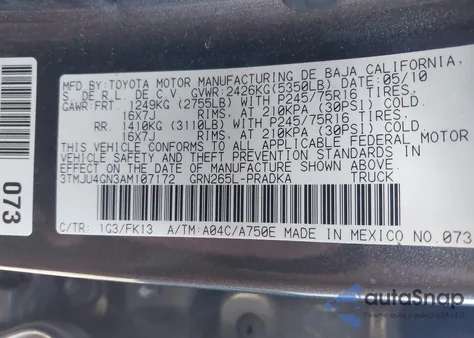 MFD.BY:TOYOTA MOTOR MANUFACTURING DE BAJA CALIFORNIA,
S. DE R.L. DE C.V. GVWR:2426KG(5350LB) DATE:05/10
GAWR:FRT. 1249KG (2755LB) WITH P245/75R16 TIRES,
16X7J RIMS, AT 210KPA (30PSI) COLD.
RR. 1410KG (3110LB) WITH P245/75R16 TIRES,
16X7J RIMS, AT 210KPA (30PSI) COLD.
THIS VEHICLE CONFORMS TO ALL APPLICABLE FEDERAL MOTOR
VEHICLE SAFETY AND BUMPER STANDARDS IN
EFFECT ON THE DATE OF MANUFACTURE SHOWN ABOVE.
3TMJU4GN3AM107172 GRN265L-PRADKA TRUCK
C/TR: 1G3/FK13 A/TM:A04C/A750E MADE IN MEXICO NO.073
073
autoSnap